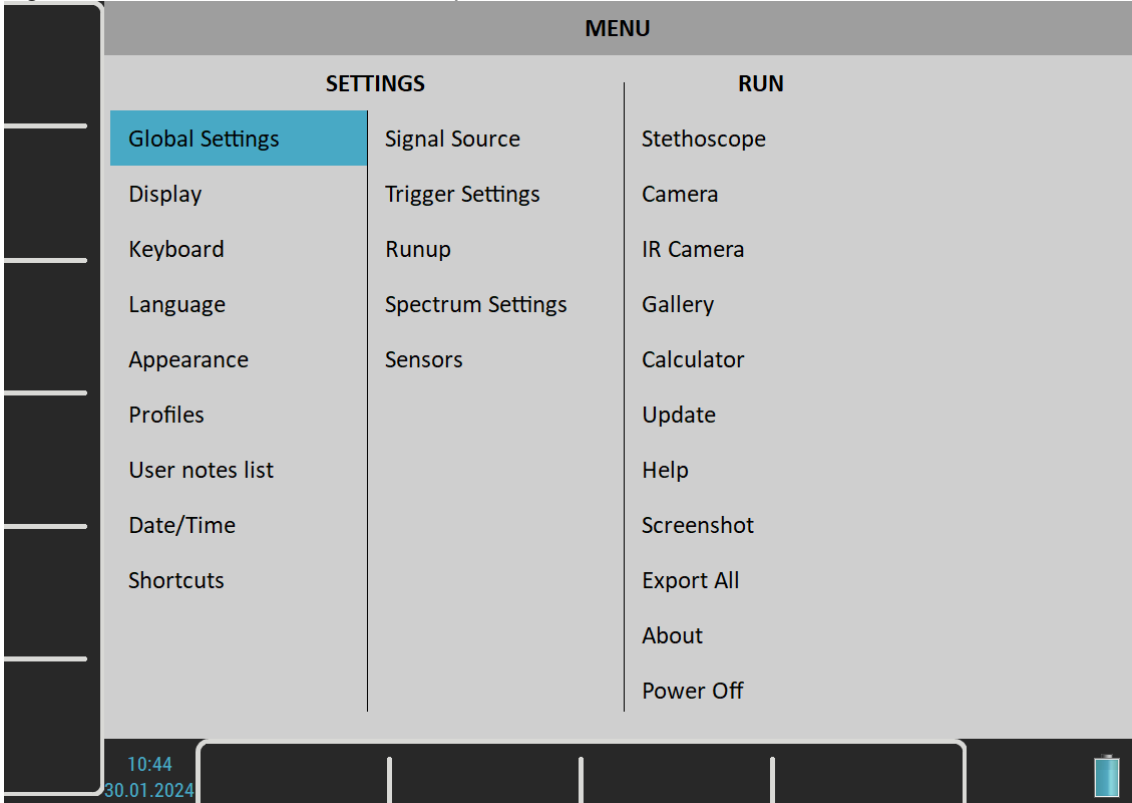 MENU
SETTINGS
Global Settings
Display
Keyboard
Language
Appearance
Profiles
User notes list
Date/Time
Shortcuts
Signal Source
Trigger Settings
Runup
Spectrum Settings
Sensors
RUN
Stethoscope
Camera
IR Camera
Gallery
Calculator
Update
Help
Screenshot
Export All
About
Power Off
10:44
30.01.2024